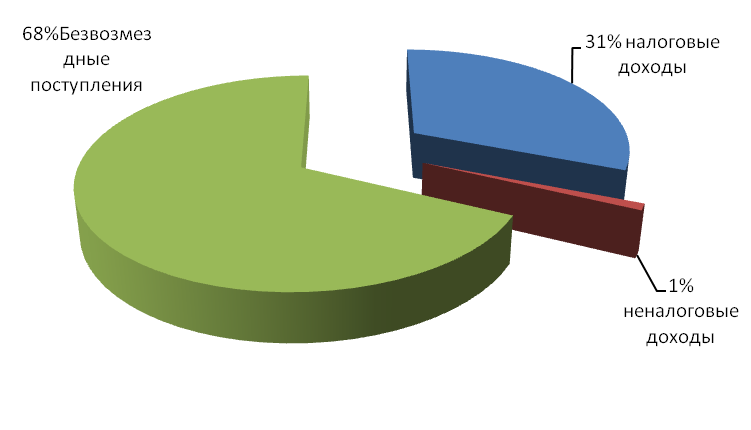 68%Безвозмез
дные
поступления
31% налоговые
доходы
1%
неналоговые
доходы